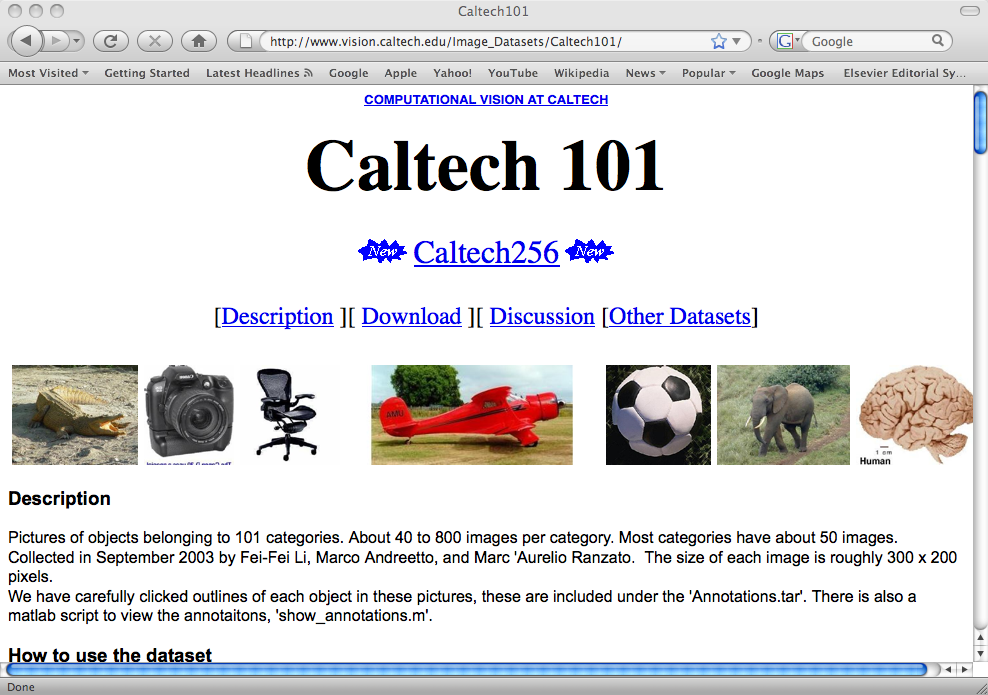 Caltech101
http://www.vision.caltech.edu/Image_Datasets/Caltech101/
G
Google
Most Visited Getting Started Latest Headlines Google Apple Yahoo! YouTube Wikipedia News Popular Google Maps Elsevier Editorial Sy...
COMPUTATIONAL VISION AT CALTECH
Caltech 101
New Caltech256 New
[Description ][ Download ][ Discussion [Other Datasets]
AMU
1 cm
Human
Description
Pictures of objects belonging to 101 categories. About 40 to 800 images per category. Most categories have about 50 images.
Collected in September 2003 by Fei-Fei Li, Marco Andreetto, and Marc 'Aurelio Ranzato. The size of each image is roughly 300 x 200
pixels.
We have carefully clicked outlines of each object in these pictures, these are included under the 'Annotations.tar'. There is also a
matlab script to view the annotaitons, 'show_annotations.m'.
How to use the dataset
Done